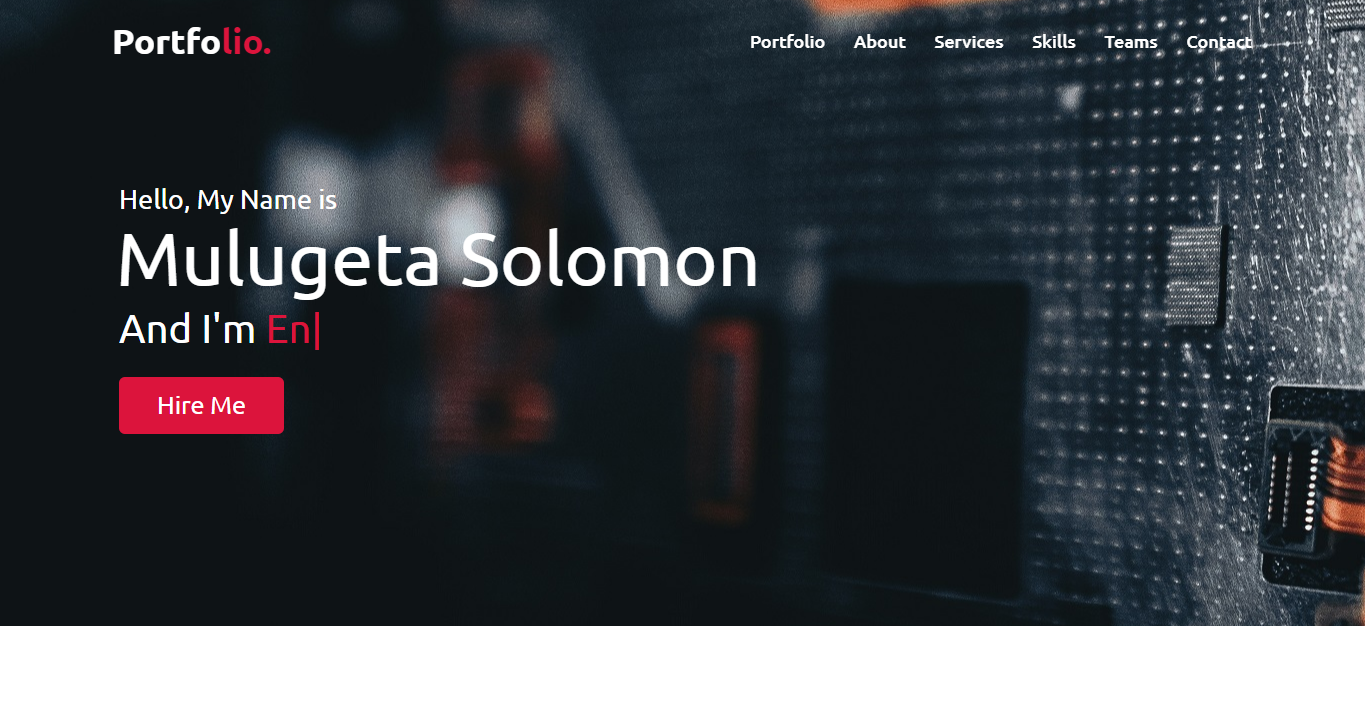 Portfolio.
Portfolio About Services Skills Teams Contact
Hello, My Name is
Mulugeta Solomon
And I'm En|
Hire Me